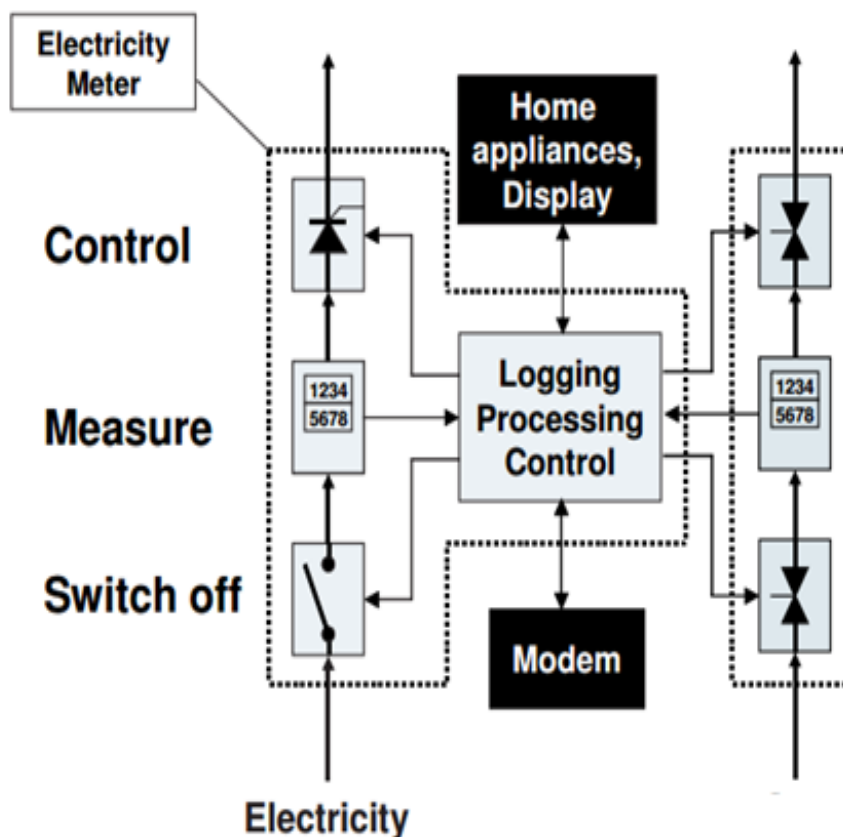 Electricity
Meter
Home
appliances,
Display
Control
1234
5678
Logging
Processing
Control
1234
5678
Measure
Switch off
Modem
Electricity